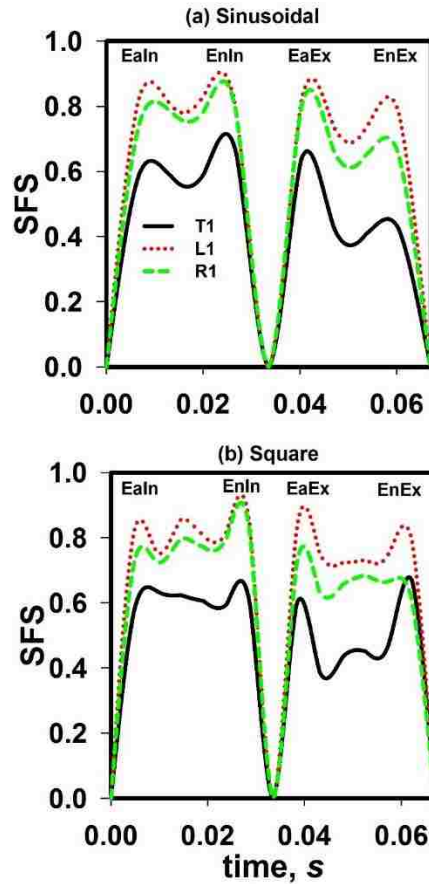 (a) Sinusoidal
1.0
EaIn EnIn EaEx EnEx
0.8
0.6
SFS
T1
0.4
L1
R1
0.2
0.0
0.00 0.02 0.04 0.06
(b) Square
1.0
EaIn EnIn EaEx EnEx
0.8
0.6
SFS
0.4
0.2
0.0
0.00 0.02 0.04 0.06
time, s